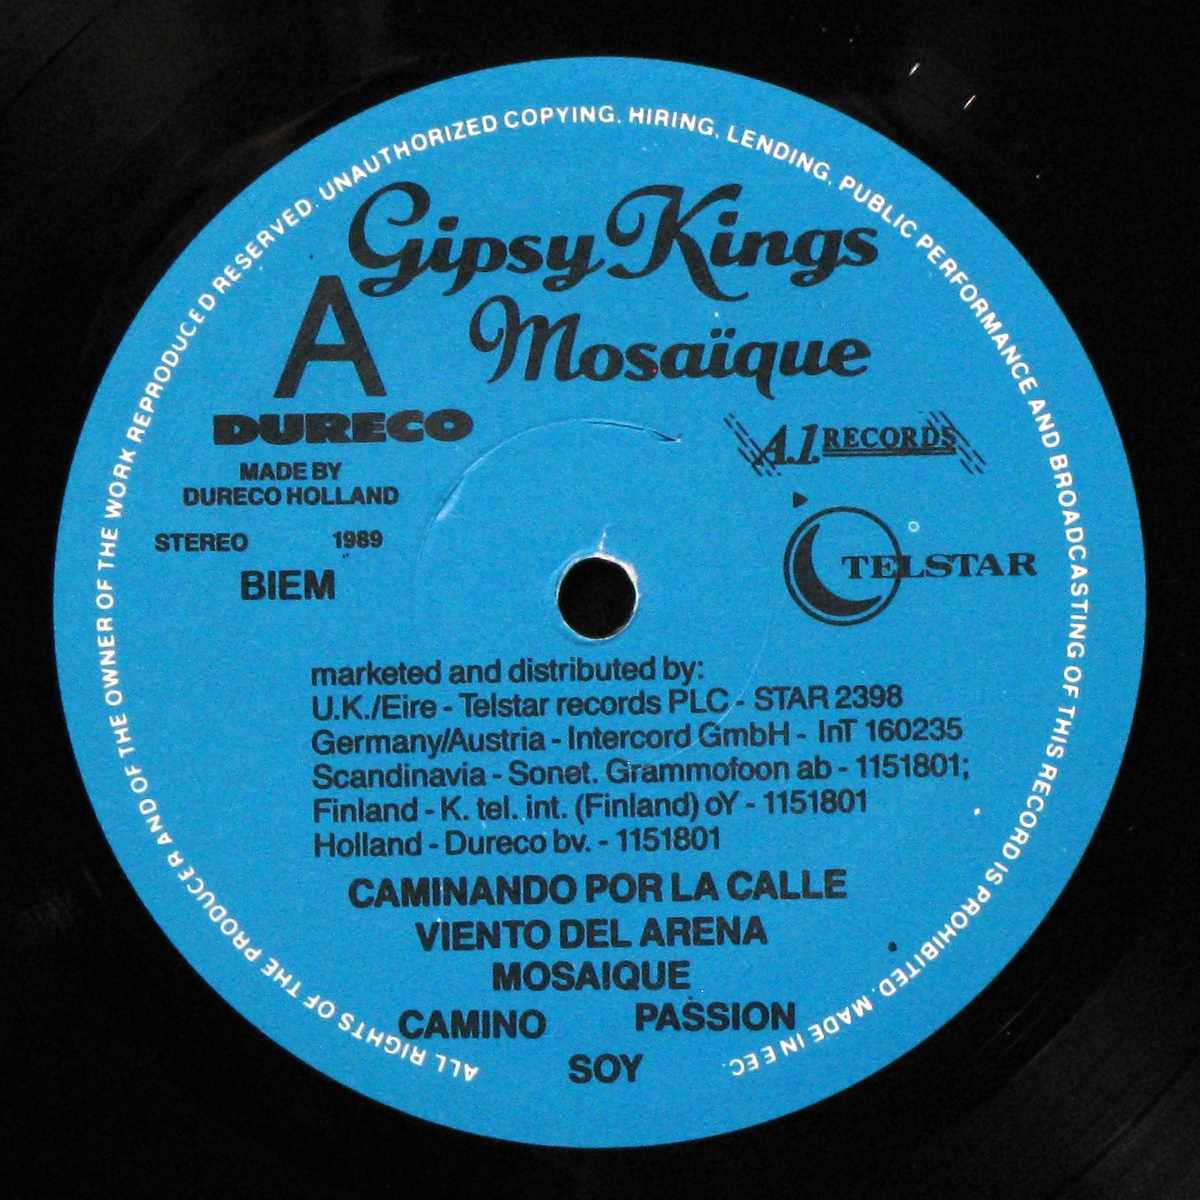 ALL RIGHTS OF THE PRODUCER AND OF THE OWNER OF THE WORK REPRODUCED RESERVED. UNAUTHORIZED COPYING. HIRING. LENDING. PUBLIC PERFORMANCE AND BROADCASTING OF THIS RECORD IS PROHIBITED. MADE IN EEC.
Gipsy Kings
Mosaïque
A
DURECO
MADE BY
DURECO HOLLAND
STEREO 1989
BIEM
A.1. RECORDS
TELSTAR
marketed and distributed by:
U.K./Eire - Telstar records PLC - STAR 2398
Germany/Austria - Intercord GmbH - InT 160235
Scandinavia - Sonet. Grammofoon ab - 1151801;
Finland - K. tel. int. (Finland) oY - 1151801
Holland - Dureco bv. - 1151801
CAMINANDO POR LA CALLE
VIENTO DEL ARENA
MOSAIQUE
CAMINO PASSION
SOY